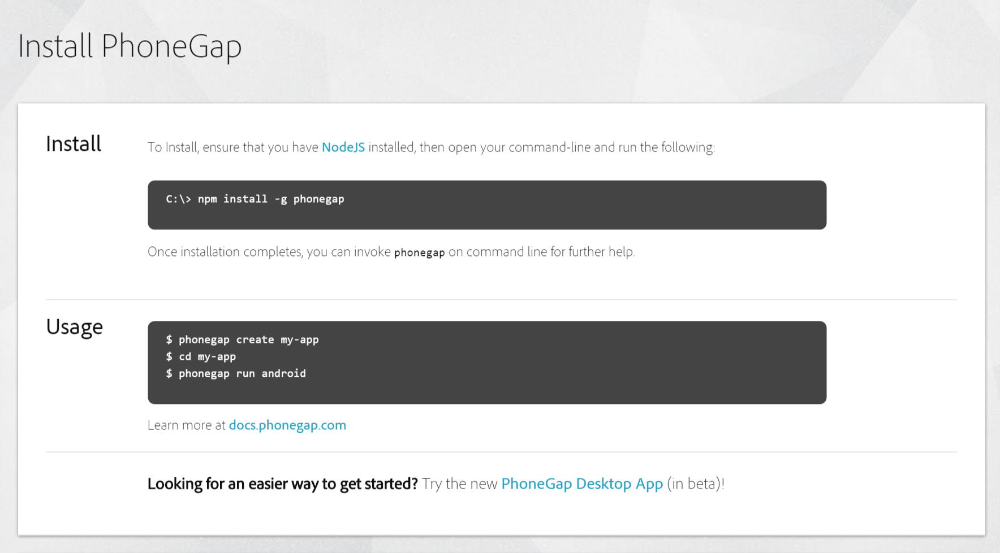 Install PhoneGap
Install
To Install, ensure that you have NodeJS installed, then open your command-line and run the following:
C:\> npm install -g phonegap
Once installation completes, you can invoke phonegap on command line for further help.
Usage
$ phonegap create my-app
$ cd my-app
$ phonegap run android
Learn more at docs.phonegap.com
Looking for an easier way to get started? Try the new PhoneGap Desktop App (in beta)!